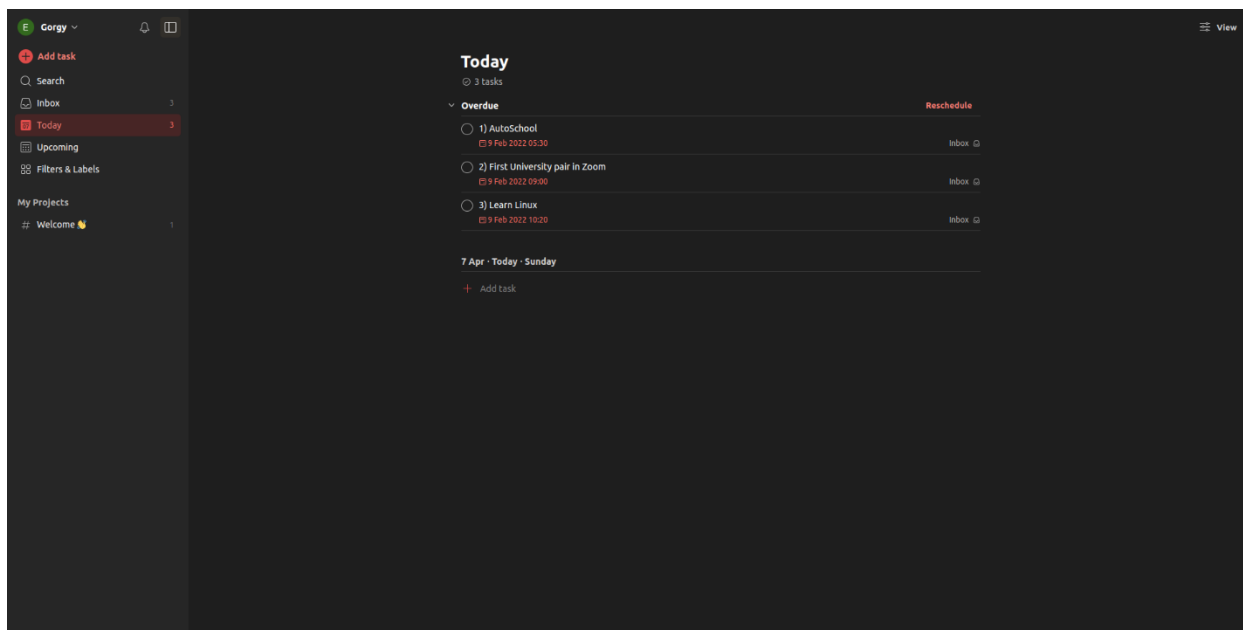 E Gorgy
Add task
Search
Inbox 3
Today 3
Upcoming
Filters & Labels
My Projects
# Welcome 👋 1
View
Today
3 tasks
Overdue Reschedule
1) AutoSchool
9 Feb 2022 05:30 Inbox
2) First University pair in Zoom
9 Feb 2022 09:00 Inbox
3) Learn Linux
9 Feb 2022 10:20 Inbox
7 Apr · Today · Sunday
Add task